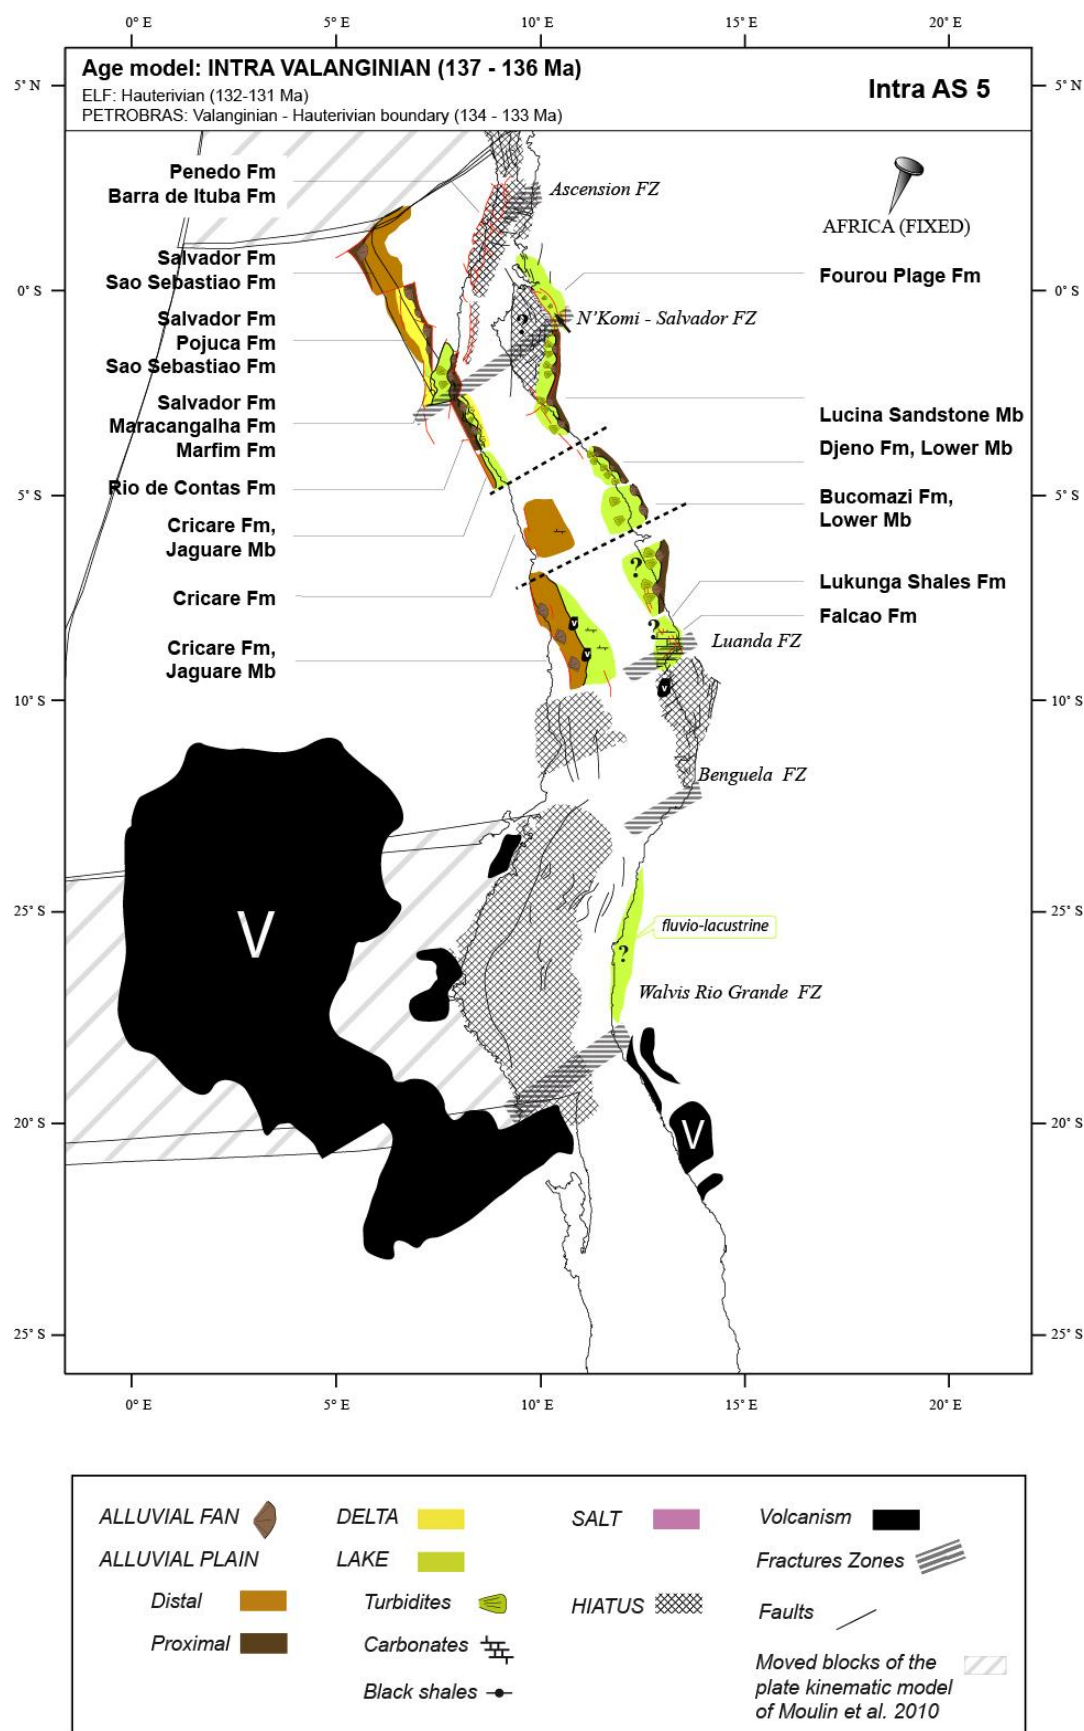 0° E 5° E 10° E 15° E 20° E
Age model: INTRA VALANGINIAN (137 - 136 Ma)
ELF: Hauterivian (132-131 Ma)
PETROBRAS: Valanginian - Hauterivian boundary (134 - 133 Ma)
Intra AS 5
5° N 5° N
Penedo Fm
Barra de Ituba Fm
Ascension FZ
AFRICA (FIXED)
Salvador Fm
Sao Sebastiao Fm
Fourou Plage Fm
0° S 0° S
Salvador Fm
Pojuca Fm
Sao Sebastiao Fm
?
N'Komi - Salvador FZ
Salvador Fm
Maracangalha Fm
Marfim Fm
Lucina Sandstone Mb
Djeno Fm, Lower Mb
Rio de Contas Fm
5° S 5° S
Bucomazi Fm,
Lower Mb
Cricare Fm,
Jaguare Mb
?
Lukunga Shales Fm
Cricare Fm
Falcao Fm
V
?
Luanda FZ
Cricare Fm,
Jaguare Mb
V
V
10° S 10° S
Benguela FZ
25° S 25° S
V
fluvio-lacustrine
?
Walvis Rio Grande FZ
20° S 20° S
V
25° S 25° S
0° E 5° E 10° E 15° E 20° E
ALLUVIAL FAN DELTA SALT Volcanism
ALLUVIAL PLAIN LAKE Fractures Zones
Distal Turbidites HIATUS Faults
Proximal Carbonates
Black shales
Moved blocks of the
plate kinematic model
of Moulin et al. 2010